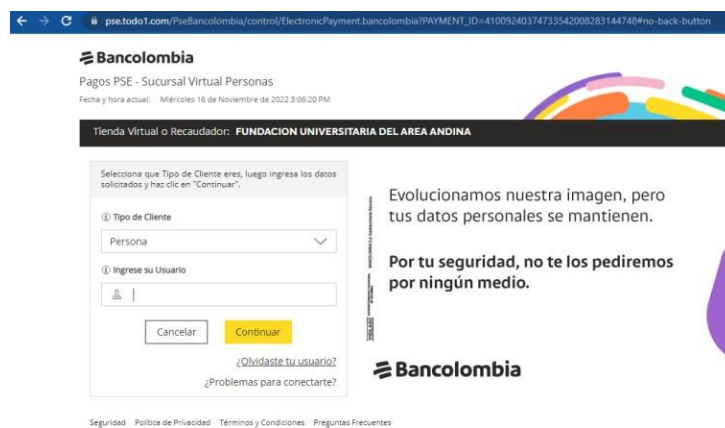 pse.todo1.com/PseBancolombia/control/ElectronicPayment.bancolombia?PAYMENT_ID=41009240374733542008283144748#no-back-button
Bancolombia
Pagos PSE - Sucursal Virtual Personas
Fecha y hora actual: Miércoles 16 de Noviembre de 2022 3:06:20 PM
Tienda Virtual o Recaudador: FUNDACION UNIVERSITARIA DEL AREA ANDINA
Selecciona que Tipo de Cliente eres, luego ingresa los datos
solicitados y haz clic en "Continuar".
Tipo de Cliente
Persona
Ingrese su Usuario
Cancelar Continuar
¿Olvidaste tu usuario?
¿Problemas para conectarte?
Evolucionamos nuestra imagen, pero
tus datos personales se mantienen.
Por tu seguridad, no te los pediremos
por ningún medio.
Bancolombia
Seguridad Política de Privacidad Términos y Condiciones Preguntas Frecuentes